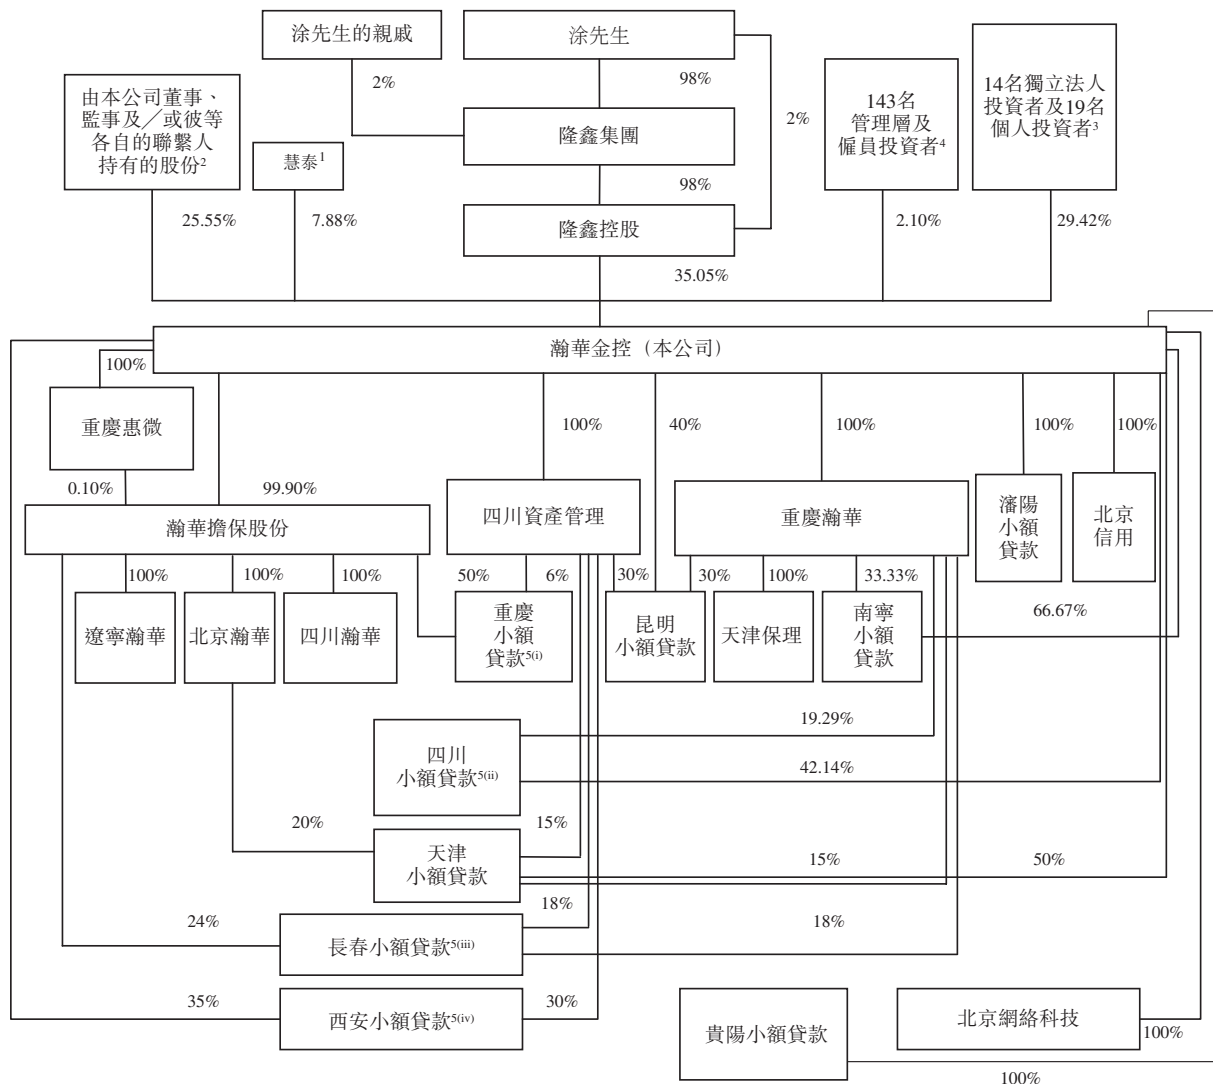 涂先生的親戚
涂先生
14名獨立法人
投資者及19名
個人投資者3
2%
98%
由本公司董事、
監事及╱或彼等
各自的聯繫人
持有的股份2
143名
管理層及
僱員投資者4
2%
隆鑫集團
慧泰1
98%
25.55%
7.88%
隆鑫控股
2.10%
29.42%
35.05%
瀚華金控（本公司）
100%
重慶惠微
100%
40%
100%
100%
100%
0.10%
99.90%
四川資產管理
重慶瀚華
瀋陽
小額
貸款
北京
信用
瀚華擔保股份
100%
100%
100%
50%
6%
30%
30%
100%
33.33%
66.67%
遼寧瀚華
北京瀚華
四川瀚華
重慶
小額
貸款5(i)
昆明
小額貸款
天津保理
南寧
小額
貸款
19.29%
四川
小額貸款5(ii)
42.14%
20%
15%
天津
小額貸款
15%
50%
18%
24%
長春小額貸款5(iii)
18%
35%
西安小額貸款5(iv)
30%
貴陽小額貸款
北京網絡科技
100%
100%